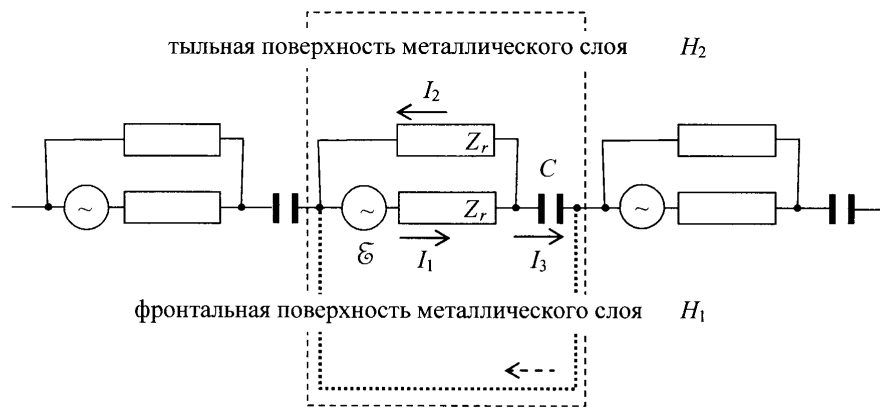 тыльная поверхность металлического слоя H₂
I₂
Z_r C
~ ~ Z_r ~
ℰ I₁ I₃
фронтальная поверхность металлического слоя H₁